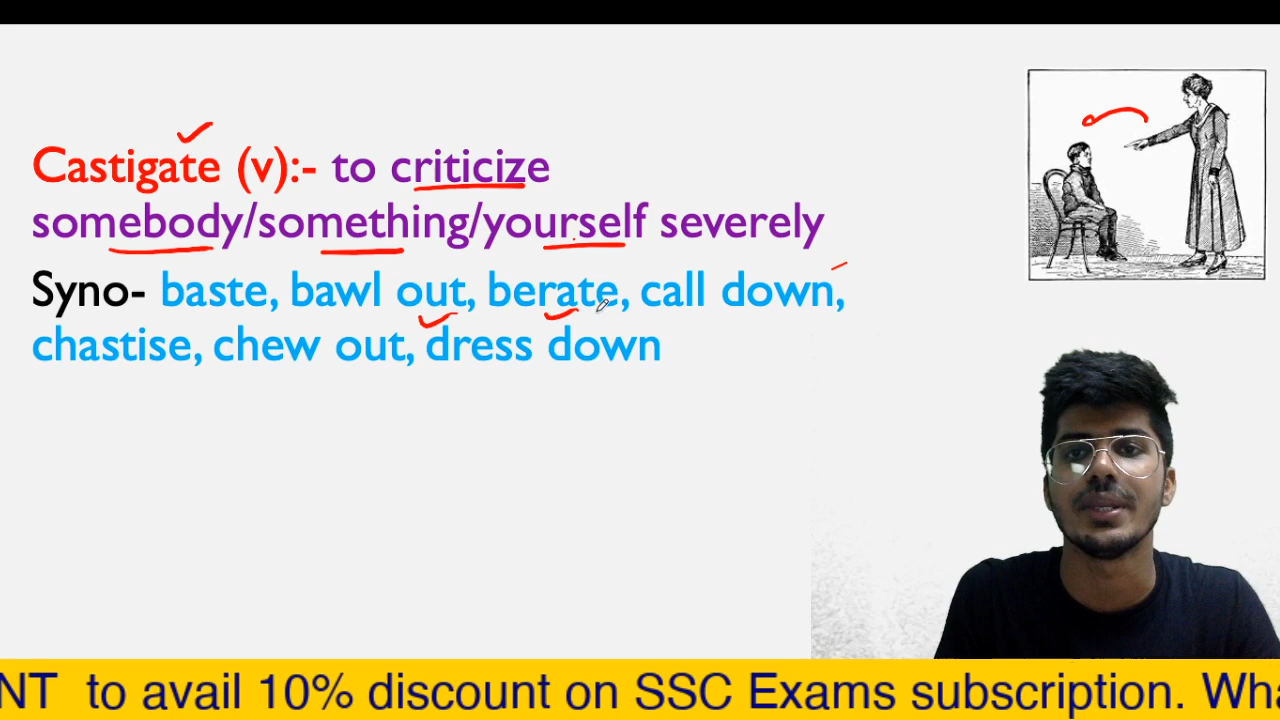 Castigate (v):- to criticize
somebody/something/yourself severely
Syno- baste, bawl out, berate, call down,
chastise, chew out, dress down
NT to avail 10% discount on SSC Exams subscription. Wha